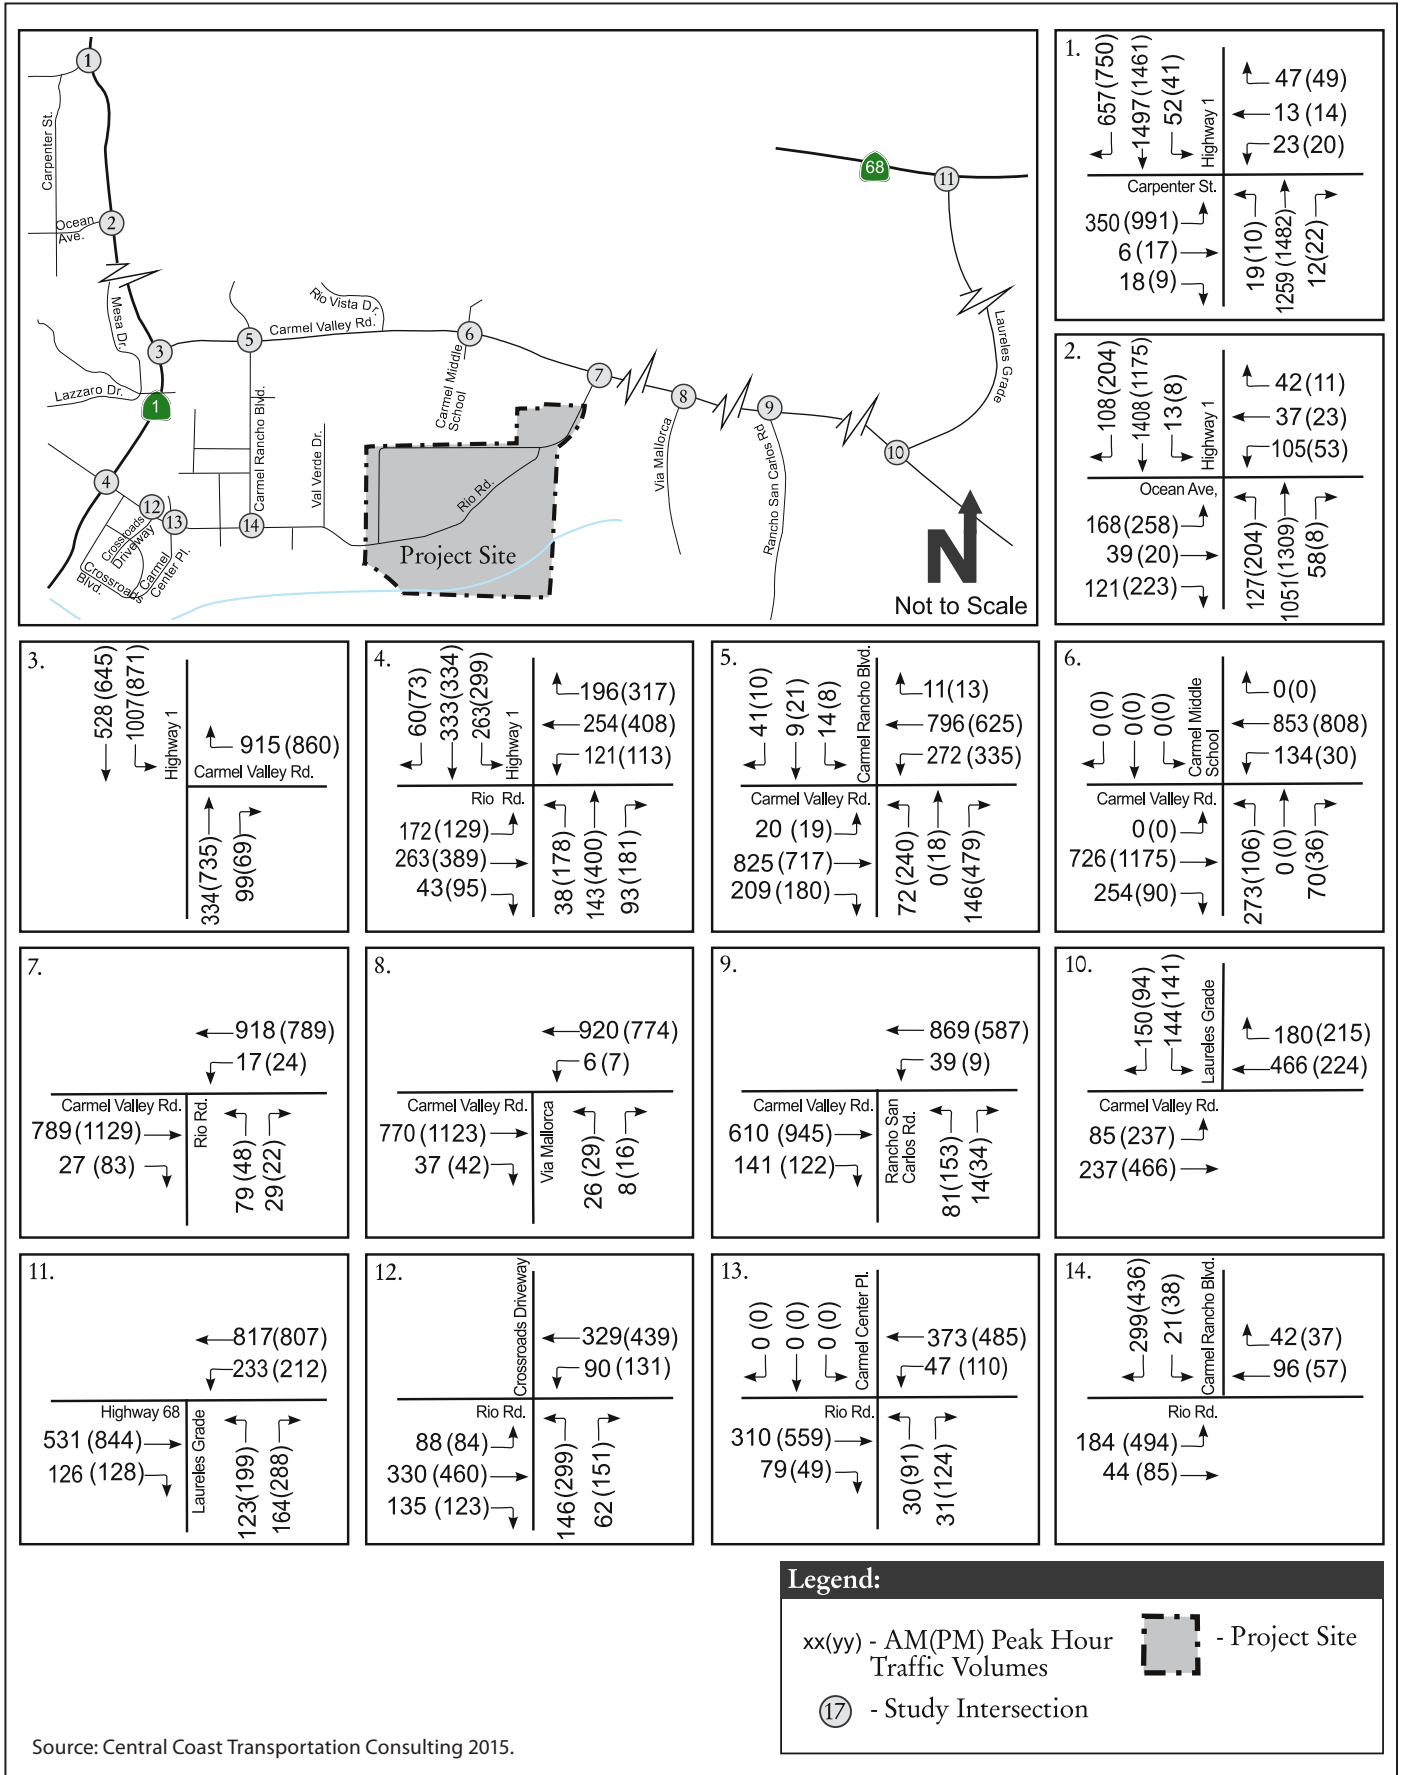 1
Carpenter St.
Ocean
Ave.
2
Mesa Dr.
Lazzaro Dr.
3
1
4
5
Rio Vista Dr.
Carmel Valley Rd.
6
Carmel Middle
School
7
8
9
10
11
68
Laureles Grade
Via Mallorca
Rancho San Carlos Rd
Carmel Rancho Blvd.
Val Verde Dr.
Rio Rd.
12
13
14
Crossroads
Driveway
Crossroads
Blvd.
Carmel
Center Pl.
Project Site
N
Not to Scale
1.
657(750)
1497(1461)
52(41)
Highway 1
47(49)
13(14)
23(20)
Carpenter St.
350(991)
6(17)
18(9)
19(10)
1259(1482)
12(22)
2.
108(204)
1408(1175)
13(8)
Highway 1
42(11)
37(23)
105(53)
Ocean Ave,
168(258)
39(20)
121(223)
127(204)
1051(1309)
58(8)
3.
528(645)
1007(871)
Highway 1
915(860)
Carmel Valley Rd.
334(735)
99(69)
4.
60(73)
333(334)
263(299)
Highway 1
196(317)
254(408)
121(113)
Rio Rd.
172(129)
263(389)
43(95)
38(178)
143(400)
93(181)
5.
41(10)
9(21)
14(8)
Carmel Rancho Blvd.
11(13)
796(625)
272(335)
Carmel Valley Rd.
20 (19)
825(717)
209(180)
72(240)
0(18)
146(479)
6.
0(0)
0(0)
0(0)
Carmel Middle
School
0(0)
853(808)
134(30)
Carmel Valley Rd.
0(0)
726(1175)
254(90)
273(106)
0(0)
70(36)
7.
918(789)
17(24)
Carmel Valley Rd.
789(1129)
27 (83)
Rio Rd.
79(48)
29(22)
8.
920(774)
6(7)
Carmel Valley Rd.
770(1123)
37(42)
Via Mallorca
26(29)
8(16)
9.
869(587)
39(9)
Carmel Valley Rd.
610 (945)
141 (122)
Rancho San
Carlos Rd.
81(153)
14(34)
10.
150(94)
144(141)
Laureles Grade
180(215)
466(224)
Carmel Valley Rd.
85(237)
237(466)
11.
817(807)
233(212)
Highway 68
531(844)
126(128)
Laureles Grade
123(199)
164(288)
12.
Crossroads Driveway
329(439)
90(131)
Rio Rd.
88(84)
330(460)
135 (123)
146(299)
62(151)
13.
0(0)
0(0)
0(0)
Carmel Center Pl.
373(485)
47 (110)
Rio Rd.
310(559)
79(49)
30(91)
31(124)
14.
299(436)
21(38)
Carmel Rancho Blvd.
42(37)
96(57)
Rio Rd.
184(494)
44(85)
Legend:
xx(yy) - AM(PM) Peak Hour
Traffic Volumes
- Project Site
17 - Study Intersection
Source: Central Coast Transportation Consulting 2015.